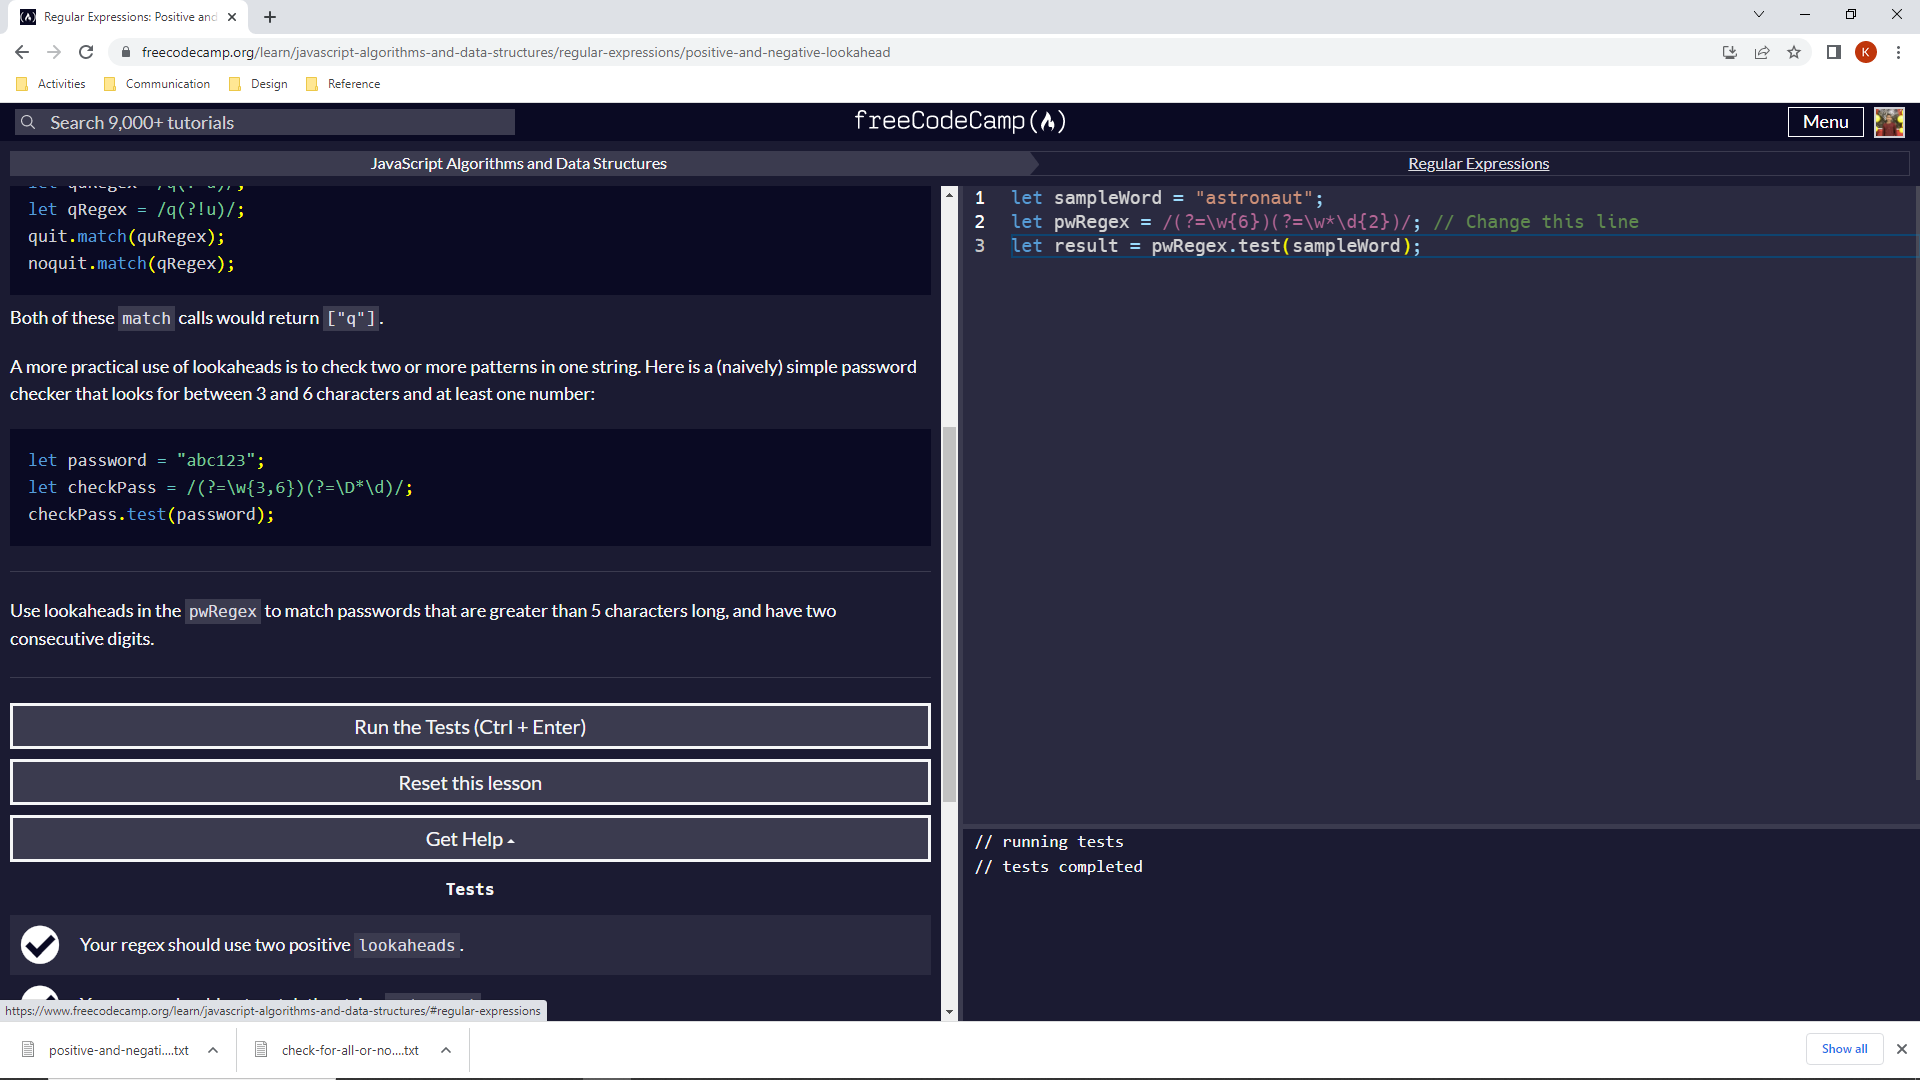 Regular Expressions: Positive and
freecodecamp.org/learn/javascript-algorithms-and-data-structures/regular-expressions/positive-and-negative-lookahead
K
Activities
Communication
Design
Reference
Search 9,000+ tutorials
freeCodeCamp
Menu
JavaScript Algorithms and Data Structures
Regular Expressions
let qRegex = /q(?!u)/;
quit.match(quRegex);
noquit.match(qRegex);
Both of these match calls would return ["q"].
A more practical use of lookaheads is to check two or more patterns in one string. Here is a (naively) simple password
checker that looks for between 3 and 6 characters and at least one number:
let password = "abc123";
let checkPass = /(?=\w{3,6})(?=\D*\d)/;
checkPass.test(password);
Use lookaheads in the pwRegex to match passwords that are greater than 5 characters long, and have two
consecutive digits.
Run the Tests (Ctrl + Enter)
Reset this lesson
Get Help
Tests
Your regex should use two positive lookaheads.
1 let sampleWord = "astronaut";
2 let pwRegex = /(?=\w{6})(?=\w*\d{2})/; // Change this line
3 let result = pwRegex.test(sampleWord);
// running tests
// tests completed
https://www.freecodecamp.org/learn/javascript-algorithms-and-data-structures/#regular-expressions
positive-and-negati....txt
check-for-all-or-no....txt
Show all